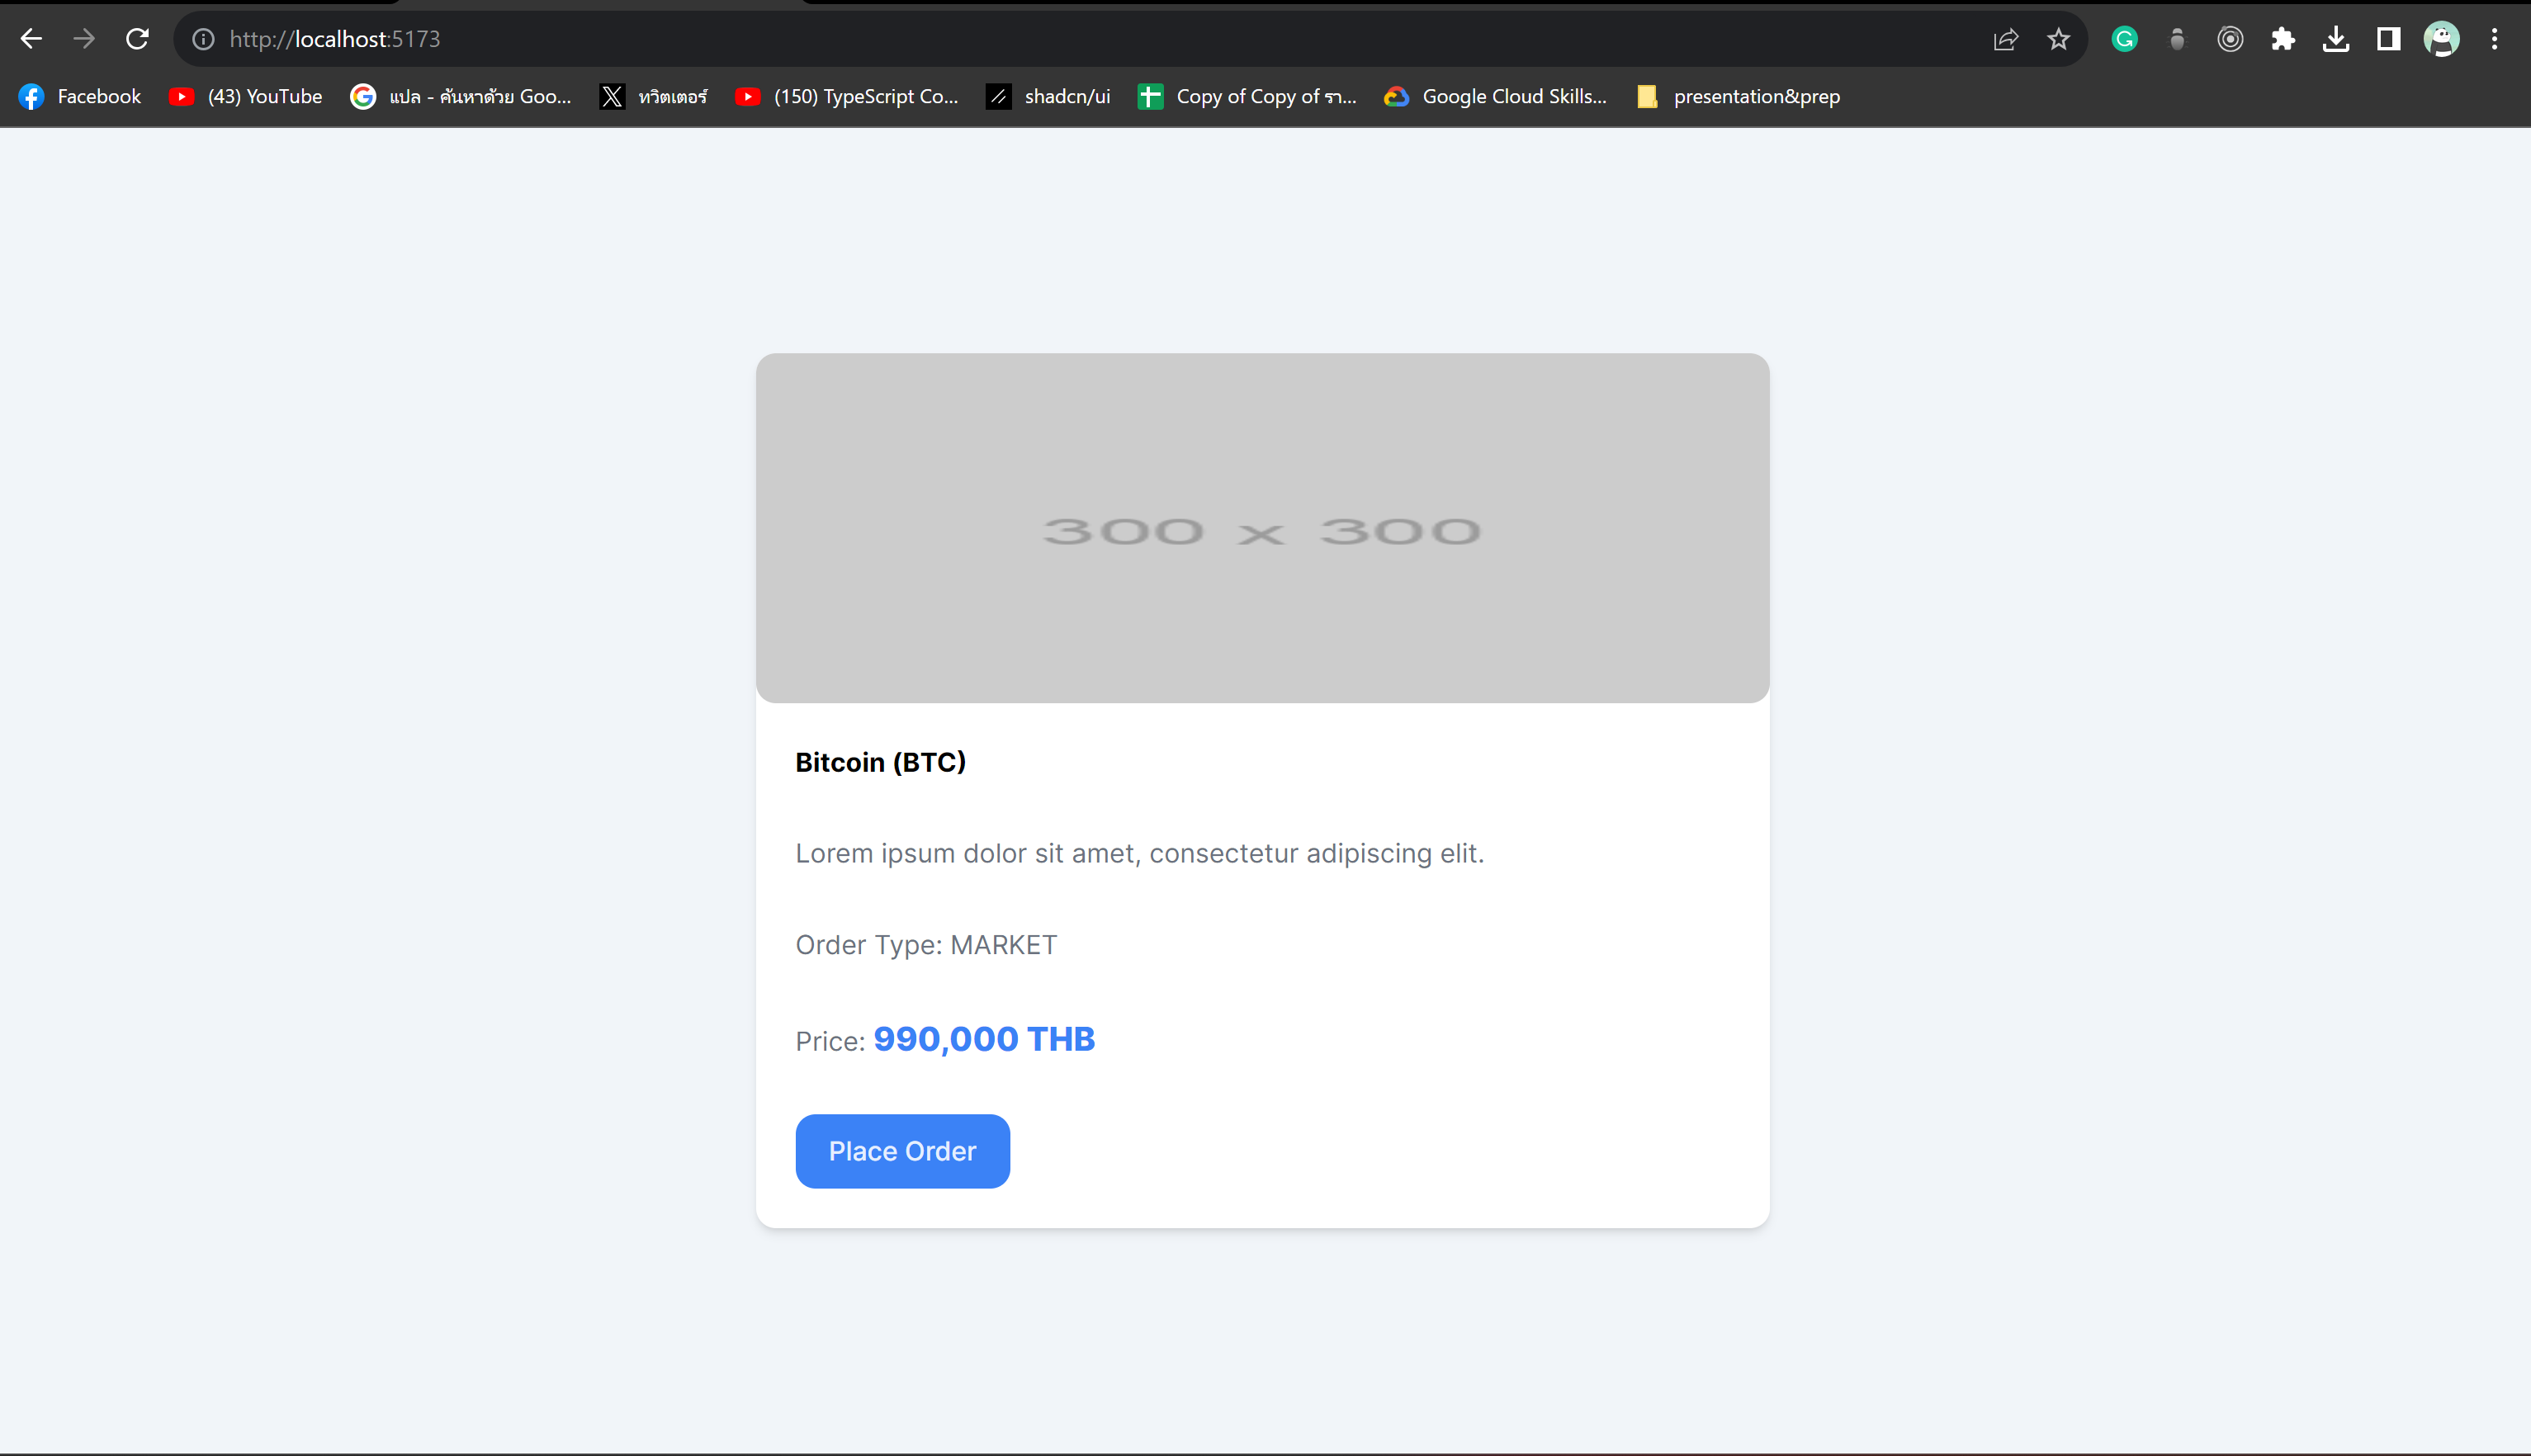 http://localhost:5173
Facebook (43) YouTube แปล - ค้นหาด้วย Goo... ทวิตเตอร์ (150) TypeScript Co... shadcn/ui Copy of Copy of รา... Google Cloud Skills... presentation&prep
300 x 300
Bitcoin (BTC)
Lorem ipsum dolor sit amet, consectetur adipiscing elit.
Order Type: MARKET
Price: 990,000 THB
Place Order